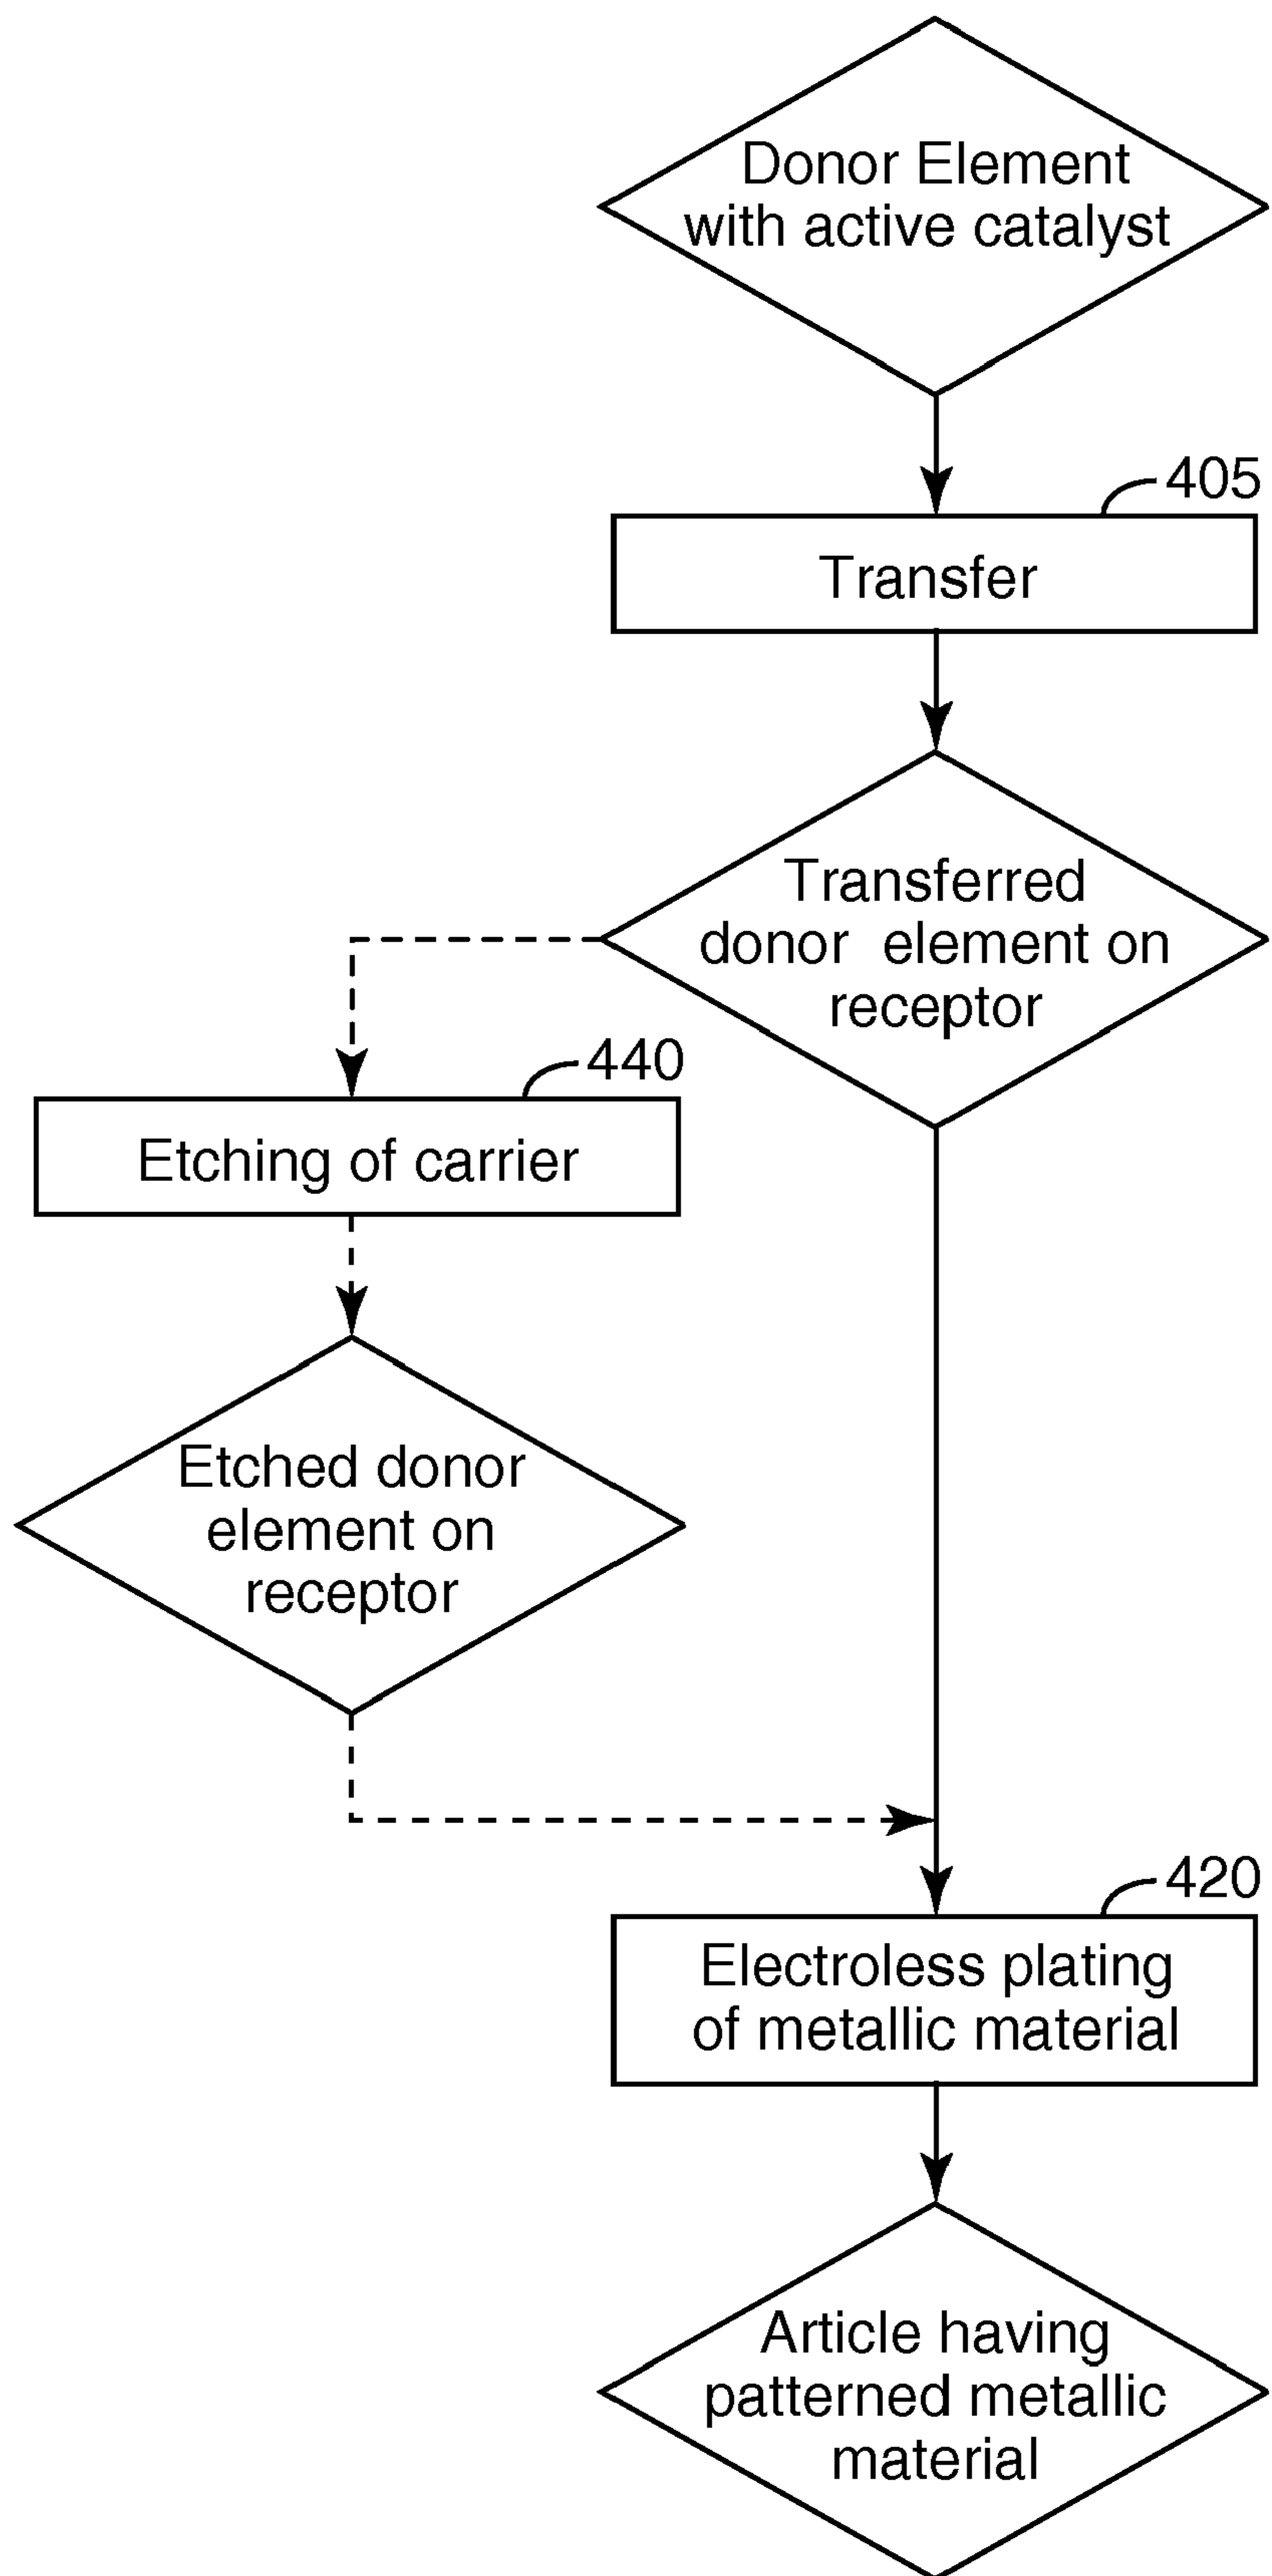 Donor Element
with active catalyst
405
Transfer
Transferred
donor element on
receptor
440
Etching of carrier
Etched donor
element on
receptor
420
Electroless plating
of metallic material
Article having
patterned metallic
material